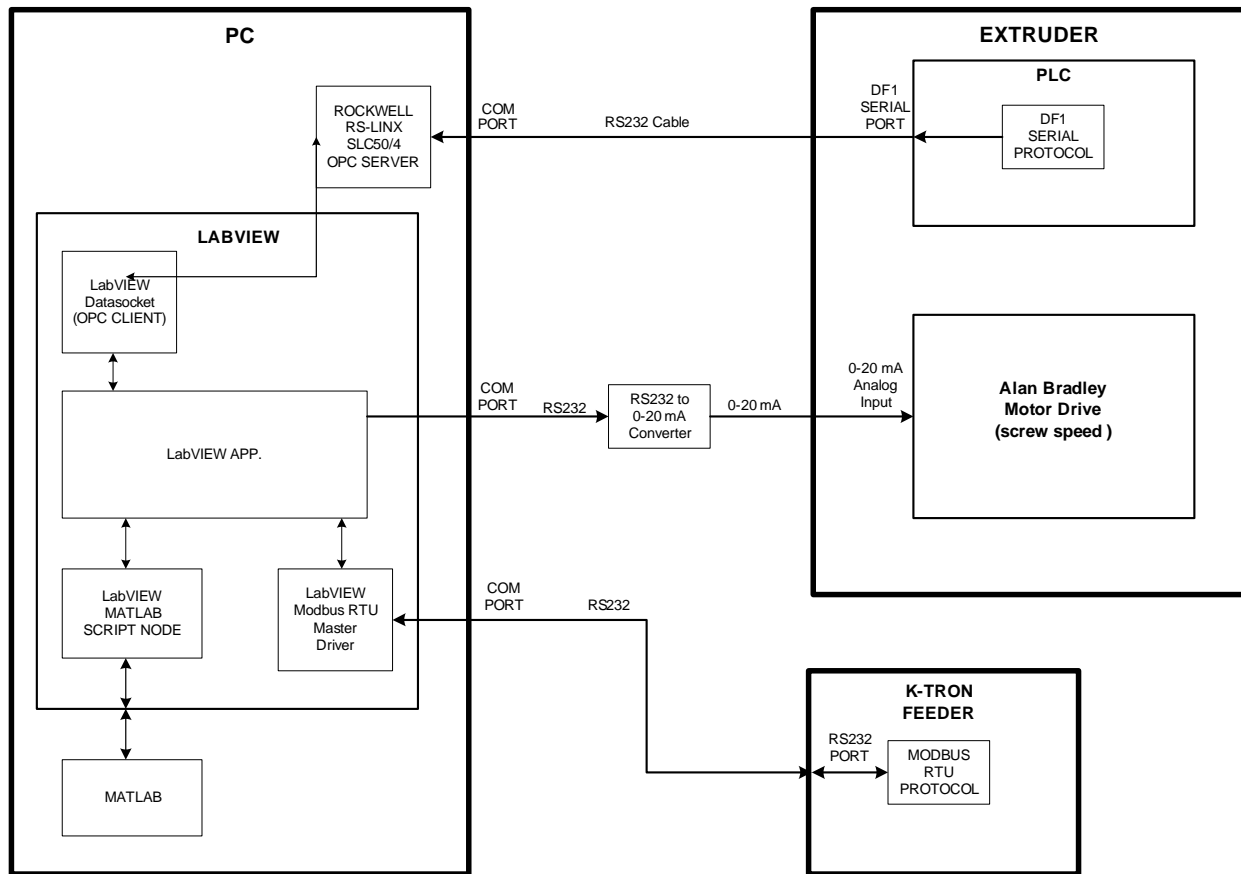 PC
ROCKWELL
RS-LINX
SLC50/4
OPC SERVER
COM
PORT
RS232 Cable
EXTRUDER
PLC
DF1
SERIAL
PORT
DF1
SERIAL
PROTOCOL
LABVIEW
LabVIEW
Datasocket
(OPC CLIENT)
LabVIEW APP.
COM
PORT
RS232
RS232 to
0-20 mA
Converter
0-20 mA
0-20 mA
Analog
Input
Alan Bradley
Motor Drive
(screw speed )
LabVIEW
MATLAB
SCRIPT NODE
LabVIEW
Modbus RTU
Master
Driver
COM
PORT
RS232
MATLAB
K-TRON
FEEDER
RS232
PORT
MODBUS
RTU
PROTOCOL